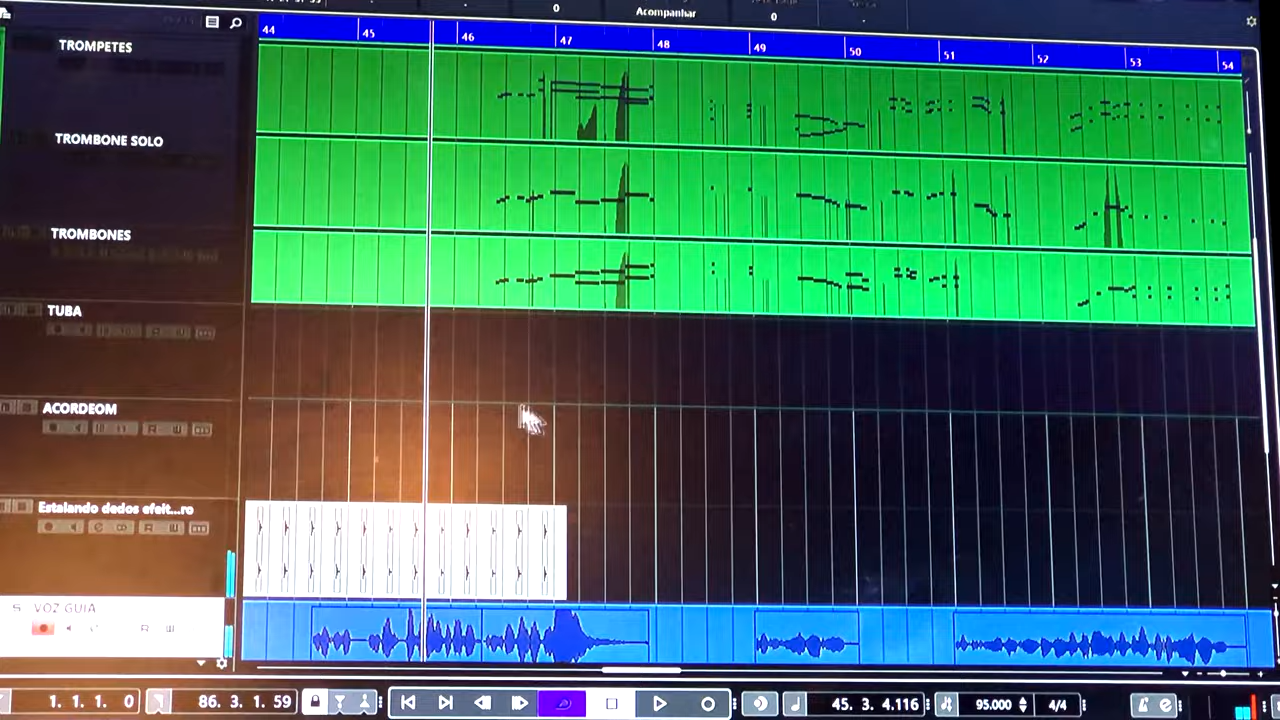 0
Acompanhar
0
44 45 46 47 48 49 50 51 52 53 54
TROMPETES
TROMBONE SOLO
TROMBONES
TUBA
ACORDEOM
R W
Estalando dedos efeit...ro
R W
S VOZ GUIA
R W
1. 1. 1. 0 86. 3. 1. 59 45. 3. 4.116 95.000 4/4